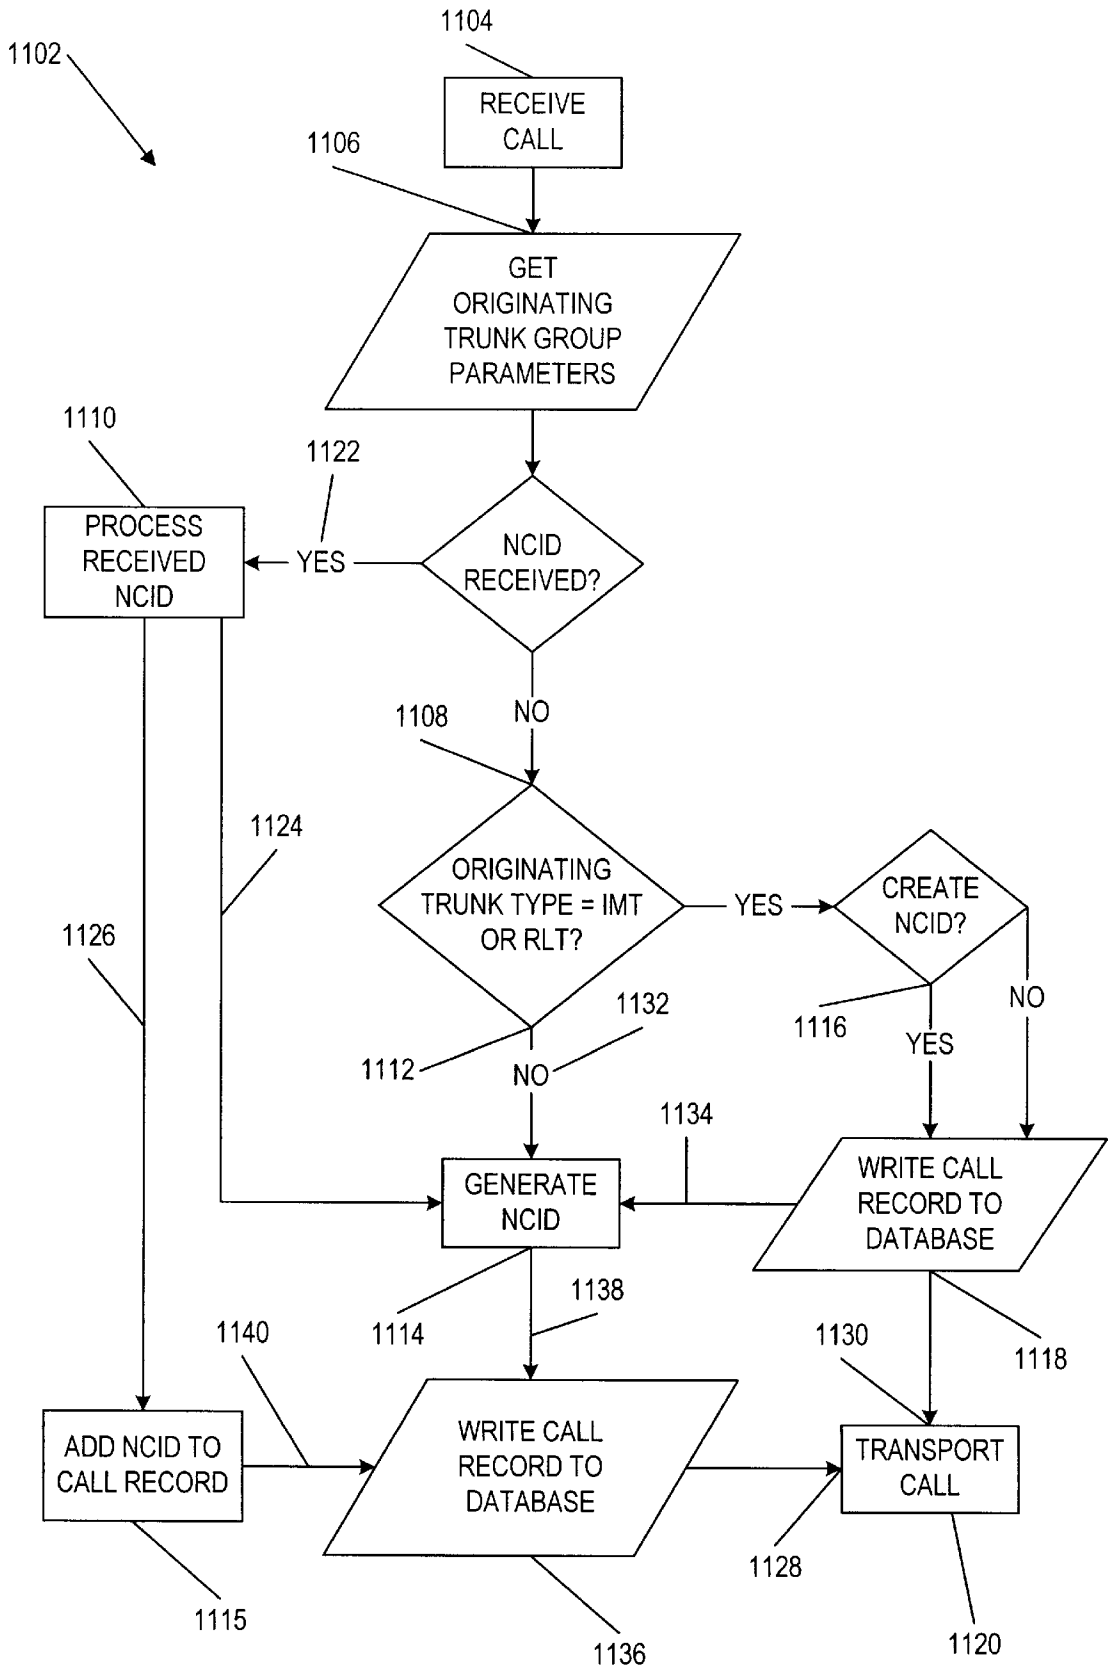 1104
1102
RECEIVE
CALL
1106
GET
ORIGINATING
TRUNK GROUP
PARAMETERS
1110
1122
PROCESS
RECEIVED
NCID
YES
NCID
RECEIVED?
NO
1108
1124
ORIGINATING
TRUNK TYPE = IMT
OR RLT?
YES
CREATE
NCID?
1126
1132
1116
NO
1112
NO
YES
1134
GENERATE
NCID
WRITE CALL
RECORD TO
DATABASE
1138
1114
1140
1130
1118
ADD NCID TO
CALL RECORD
WRITE CALL
RECORD TO
DATABASE
TRANSPORT
CALL
1128
1115
1136
1120